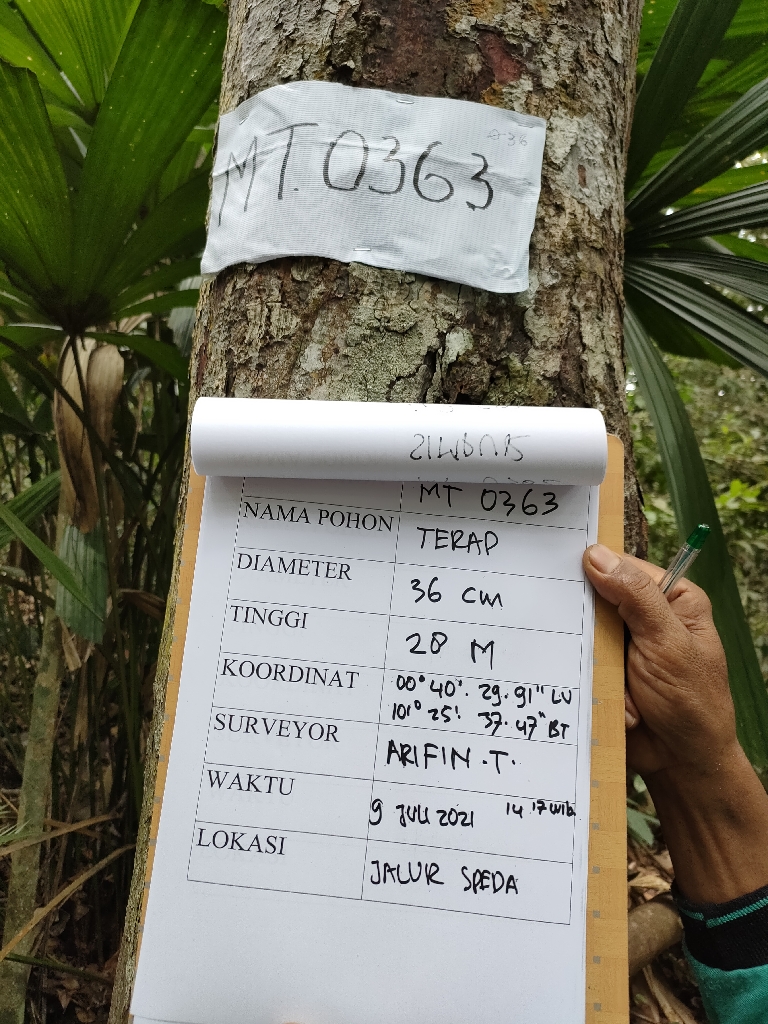 MT. 0363
MT 0363
NAMA POHON TERAP
DIAMETER 36 cm
TINGGI 28 M
KOORDINAT 00° 40'. 29.91" LU
101° 25'. 37.47" BT
SURVEYOR ARIFIN.T.
WAKTU 9 JULI 2021 14.17 WIB
LOKASI JALUR SPEDA